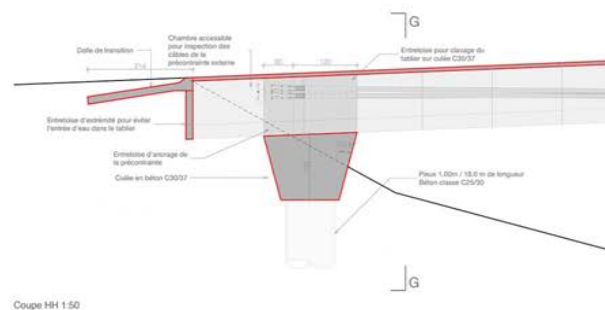 G
Chambre accessible
pour inspection des
câbles de la
précontrainte externe
Dalle de transition
Entretoise pour clavage du
tablier sur culée C30/37
Entretoise d'extrémité pour éviter
l'entrée d'eau dans le tablier
Entretoise d'ancrage de
la précontrainte
Culée en béton C30/37
Pieux 1.00m / 18.0 m de longueur
Béton classe C25/30
G
Coupe HH 1:50